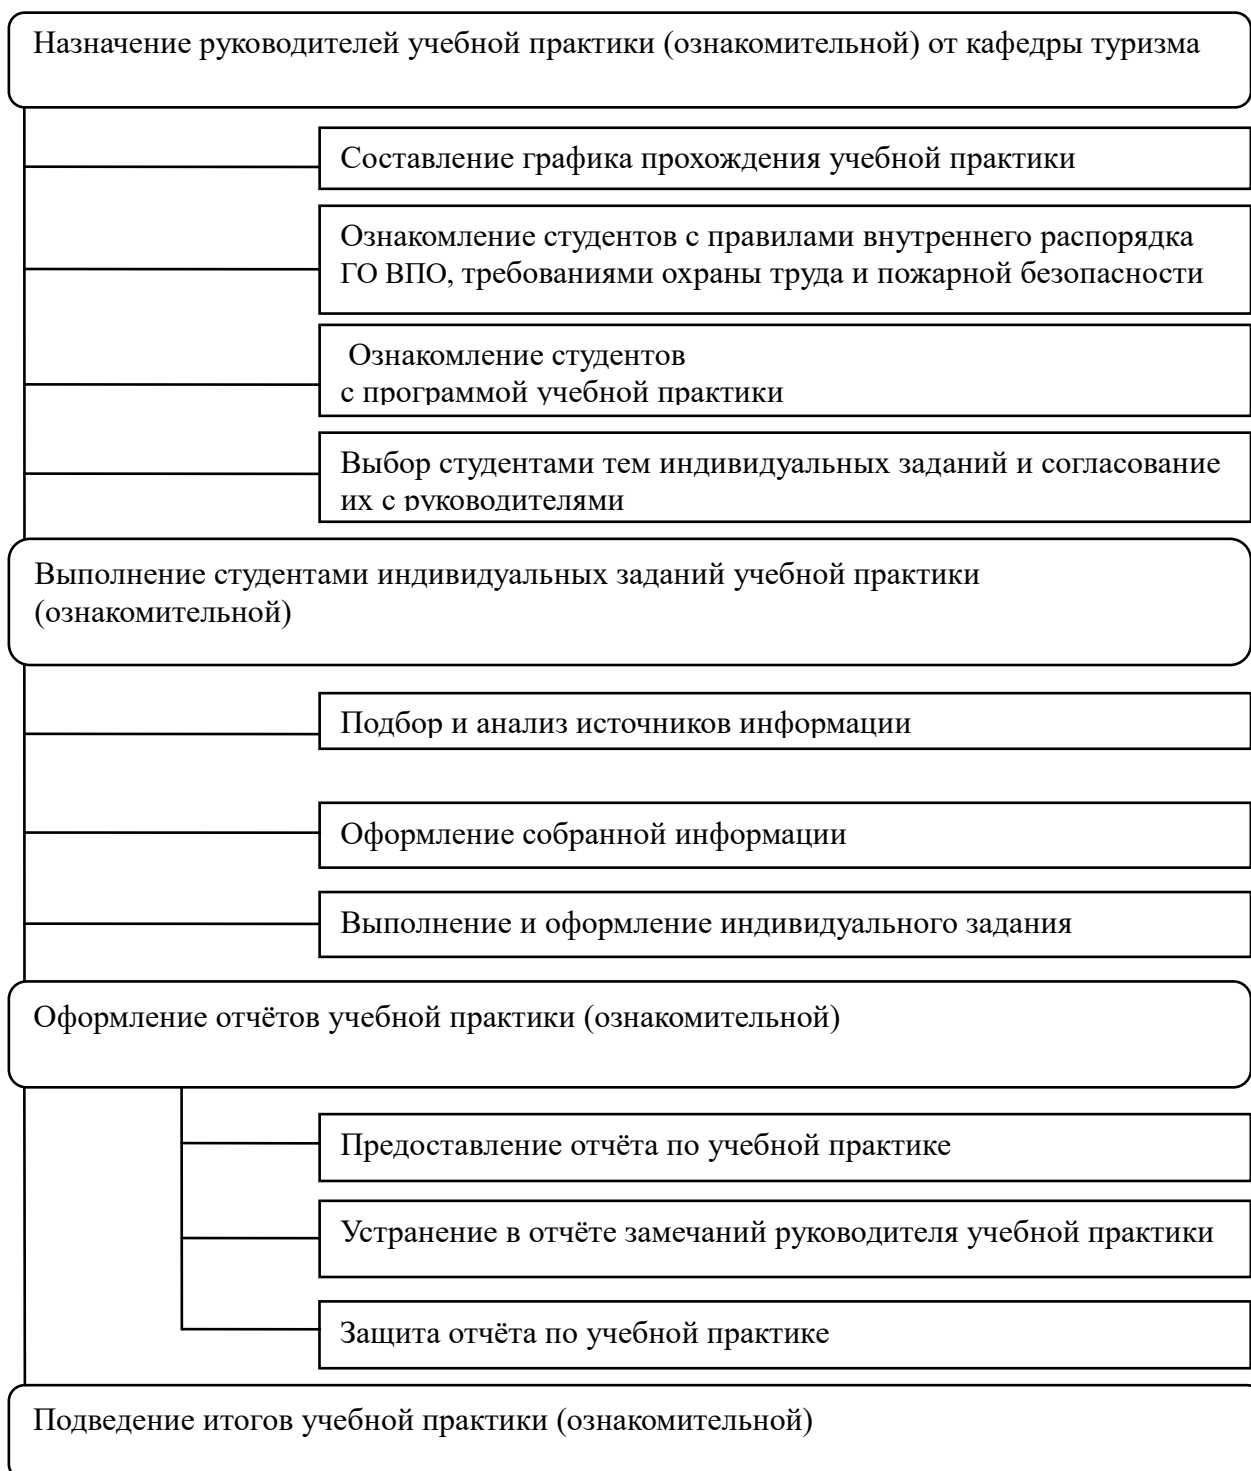 Назначение руководителей учебной практики (ознакомительной) от кафедры туризма
Составление графика прохождения учебной практики
Ознакомление студентов с правилами внутреннего распорядка
ГО ВПО, требованиями охраны труда и пожарной безопасности
Ознакомление студентов
с программой учебной практики
Выбор студентами тем индивидуальных заданий и согласование
их с руководителями
Выполнение студентами индивидуальных заданий учебной практики
(ознакомительной)
Подбор и анализ источников информации
Оформление собранной информации
Выполнение и оформление индивидуального задания
Оформление отчётов учебной практики (ознакомительной)
Предоставление отчёта по учебной практике
Устранение в отчёте замечаний руководителя учебной практики
Защита отчёта по учебной практике
Подведение итогов учебной практики (ознакомительной)